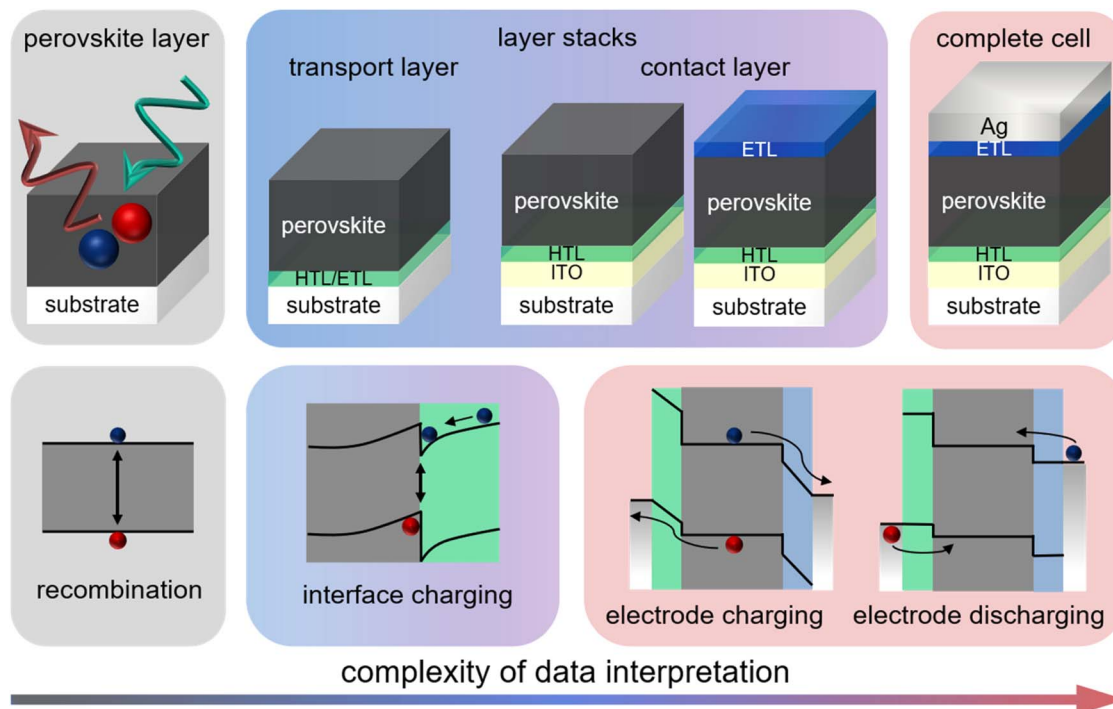 perovskite layer
layer stacks
complete cell
transport layer
contact layer
Ag
ETL
ETL
perovskite
perovskite
perovskite
perovskite
HTL/ETL
HTL
HTL
HTL
ITO
ITO
ITO
substrate
substrate
substrate
substrate
substrate
recombination
interface charging
electrode charging
electrode discharging
complexity of data interpretation